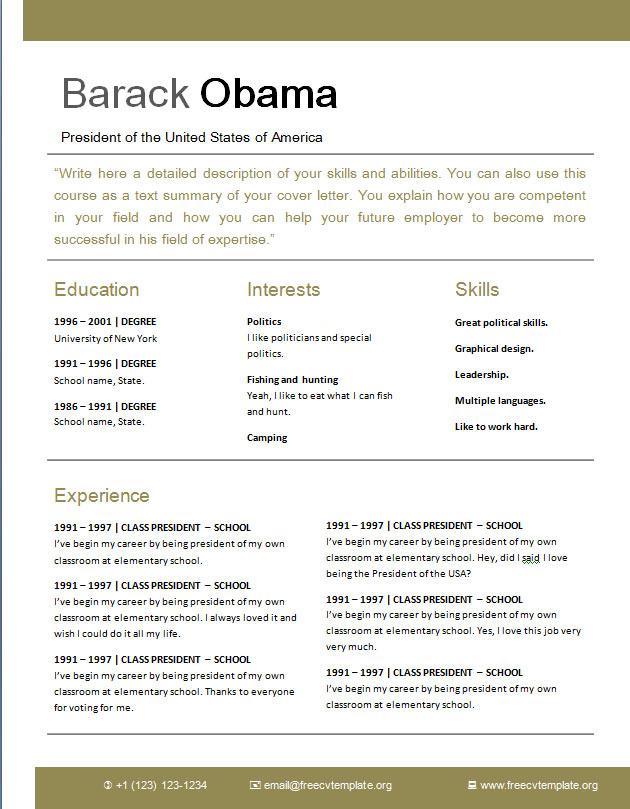 Barack Obama
President of the United States of America
“Write here a detailed description of your skills and abilities. You can also use this
course as a text summary of your cover letter. You explain how you are competent
in your field and how you can help your future employer to become more
successful in his field of expertise.”
Education
1996 – 2001 | DEGREE
University of New York
1991 – 1996 | DEGREE
School name, State.
1986 – 1991 | DEGREE
School name, State.
Interests
Politics
I like politicians and special
politics.
Fishing and hunting
Yeah, I like to eat what I can fish
and hunt.
Camping
Skills
Great political skills.
Graphical design.
Leadership.
Multiple languages.
Like to work hard.
Experience
1991 – 1997 | CLASS PRESIDENT – SCHOOL
I’ve begin my career by being president of my own
classroom at elementary school.
1991 – 1997 | CLASS PRESIDENT – SCHOOL
I’ve begin my career by being president of my own
classroom at elementary school. I always loved it and
wish I could do it all my life.
1991 – 1997 | CLASS PRESIDENT – SCHOOL
I’ve begin my career by being president of my own
classroom at elementary school. Thanks to everyone
for voting for me.
1991 – 1997 | CLASS PRESIDENT – SCHOOL
I’ve begin my career by being president of my own
classroom at elementary school. Hey, did I said I love
being the President of the USA?
1991 – 1997 | CLASS PRESIDENT – SCHOOL
I’ve begin my career by being president of my own
classroom at elementary school. Yes, I love this job very
very much.
1991 – 1997 | CLASS PRESIDENT – SCHOOL
I’ve begin my career by being president of my own
classroom at elementary school.
+1 (123) 123-1234 email@freecvtemplate.org www.freecvtemplate.org